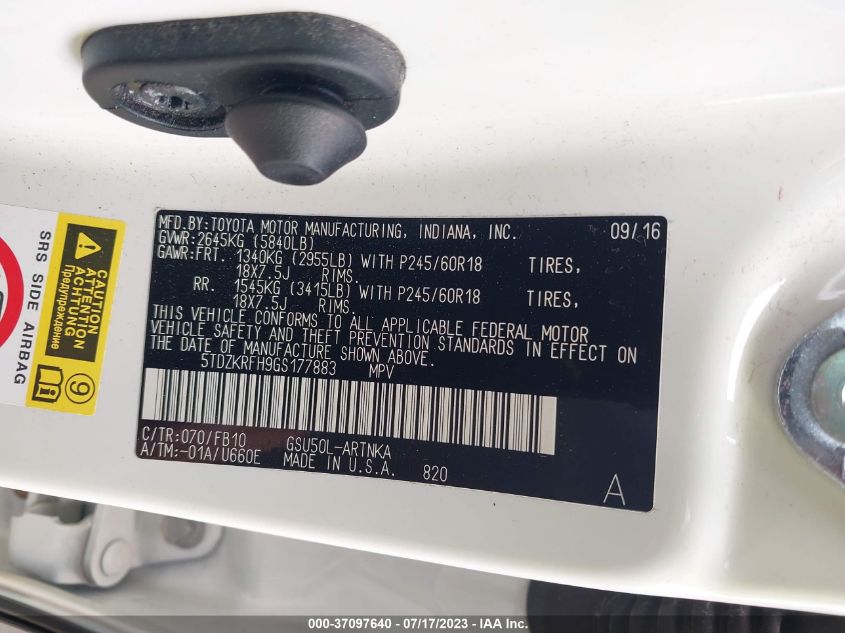 MFD.BY:TOYOTA MOTOR MANUFACTURING, INDIANA, INC. 09/16
GVWR:2645KG (5840LB)
GAWR:FRT. 1340KG (2955LB) WITH P245/60R18 TIRES,
18X7.5J RIMS.
RR. 1545KG (3415LB) WITH P245/60R18 TIRES,
18X7.5J RIMS.
THIS VEHICLE CONFORMS TO ALL APPLICABLE FEDERAL MOTOR
VEHICLE SAFETY AND THEFT PREVENTION STANDARDS IN EFFECT ON
THE DATE OF MANUFACTURE SHOWN ABOVE.
5TDZKRFH9GS177883 MPV
C/TR:070/FB10 GSU50L-ARTNKA
A/TM:-01A/U660E MADE IN U.S.A. 820
A
SRS SIDE AIRBAG
CAUTION
ATTENTION
ACHTUNG
Предупреждение
9
000-37097640 - 07/17/2023 - IAA Inc.